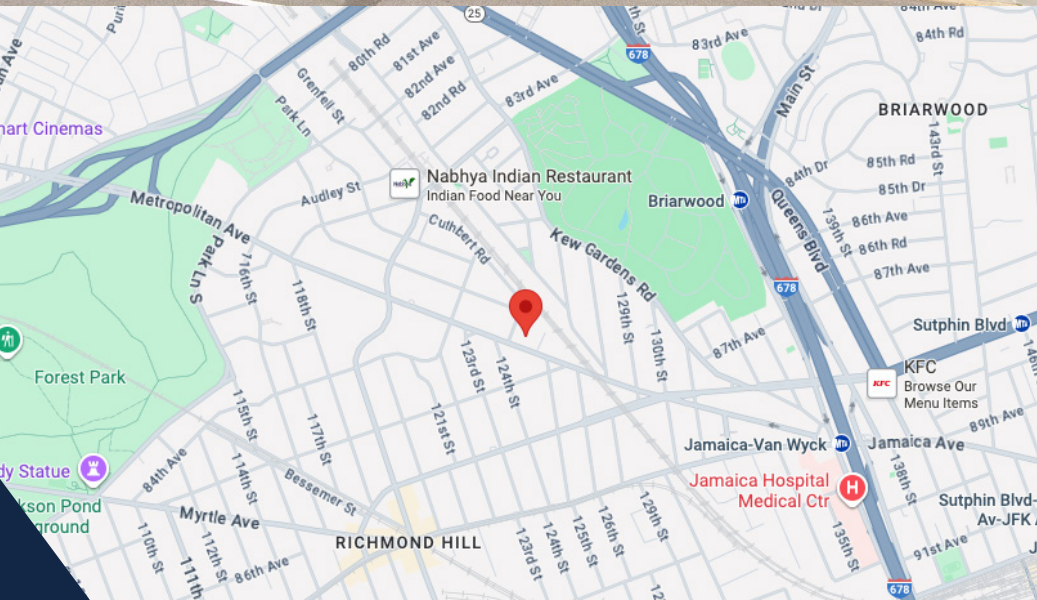 25
678
83rd Ave
84th Rd
80th Rd
81st Ave
82nd Ave
82nd Rd
83rd Ave
Grenfell St
Park Ln
Main St
BRIARWOOD
143rd St
mart Cinemas
Nabhya Indian Restaurant
Indian Food Near You
85th Rd
84th Dr
85th Dr
Audley St
Metropolitan Ave
Briarwood
Queens Blvd
139th St
86th Ave
86th Rd
87th Ave
Cuthbert Rd
Kew Gardens Rd
Park Ln S
118th St
678
129th St
130th St
87th Ave
Sutphin Blvd
Forest Park
123rd St
124th St
KFC
KFC
Browse Our
Menu Items
115th St
117th St
121st St
89th Ave
Jamaica-Van Wyck
Jamaica Ave
84th Ave
114th St
Bessemer St
Jamaica Hospital
Medical Ctr
H
138th St
dy Statue
kson Pond
ground
Myrtle Ave
Sutphin Blvd-
Av-JFK
110th St
112th St
111th
86th Ave
RICHMOND HILL
123rd St
124th St
125th St
126th St
129th St
135th St
91st Ave
678